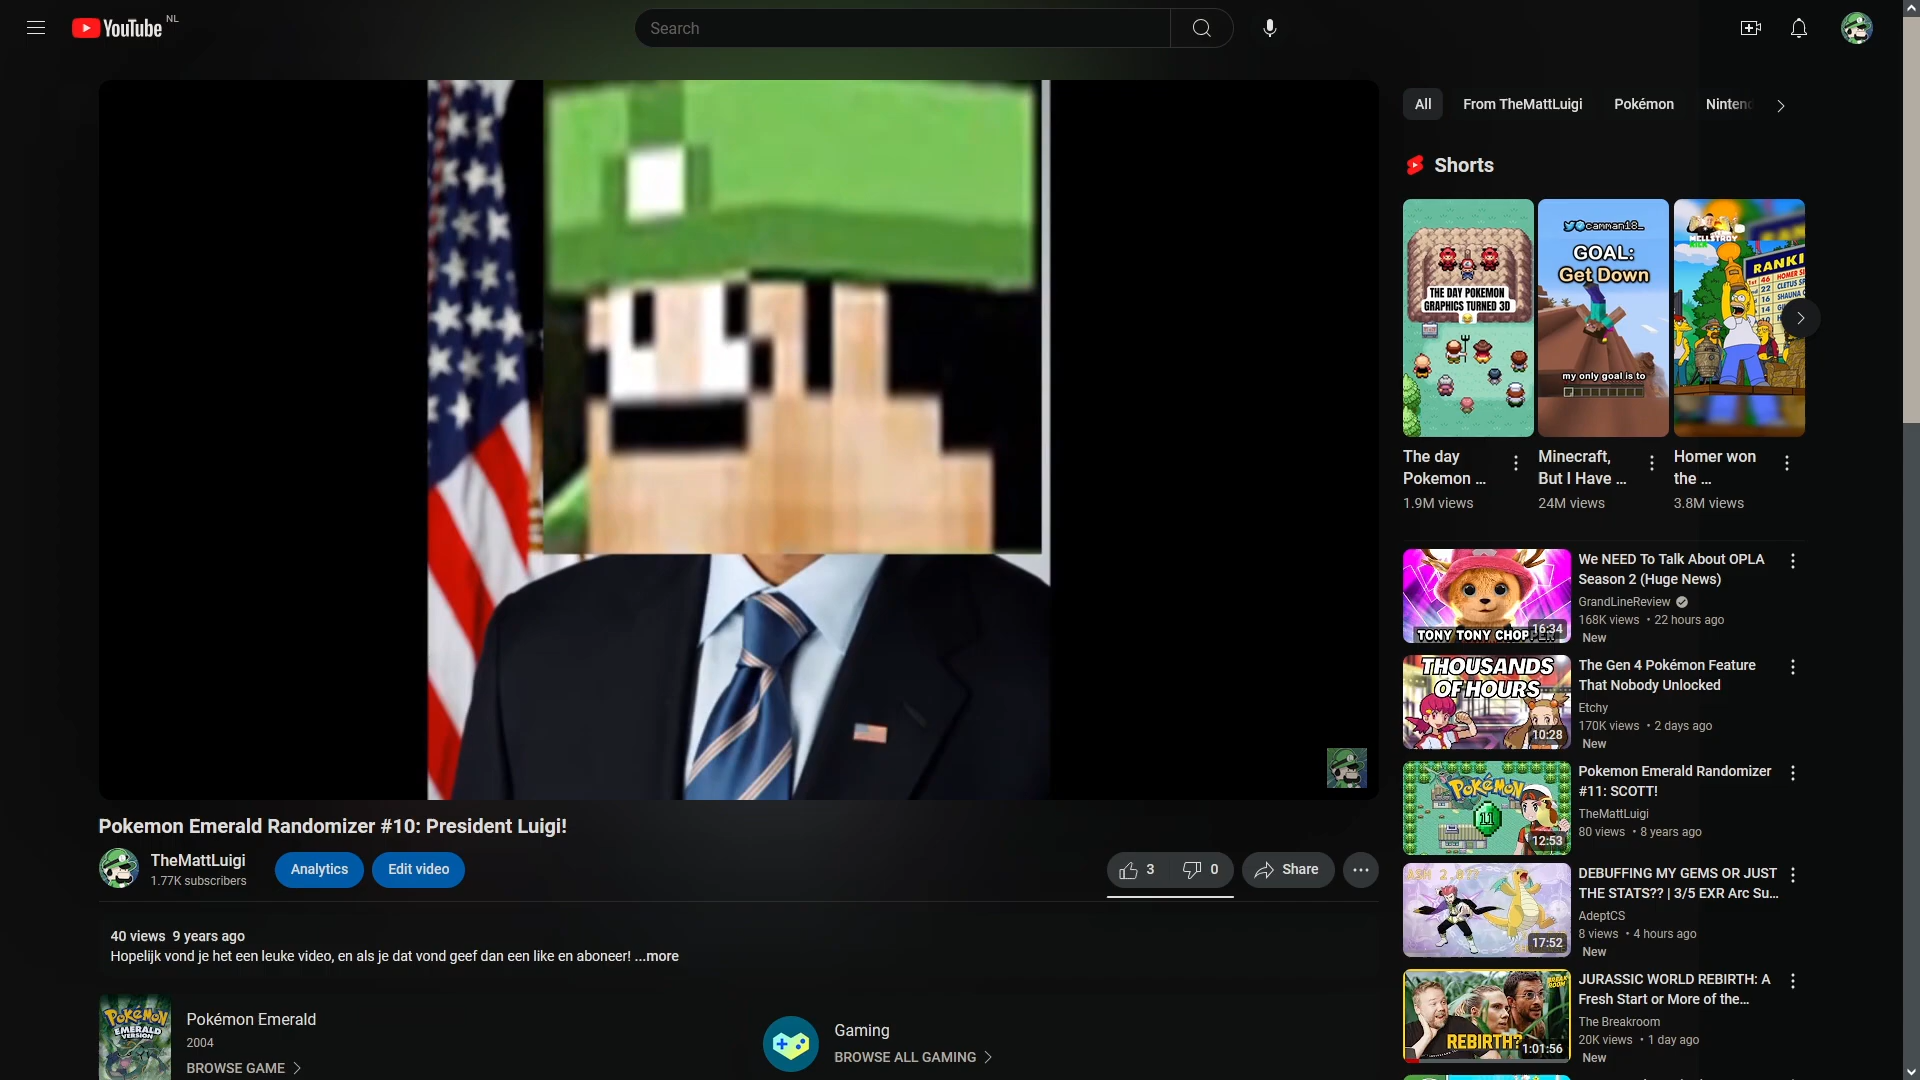 YouTube NL
Search
All
From TheMattLuigi
Pokémon
Ninten
Shorts
THE DAY POKEMON
GRAPHICS TURNED 3D
camman18_
GOAL:
Get Down
my only goal is to
MELLSTROY
RANKI
The day
Pokemon ...
1.9M views
Minecraft,
But I Have ...
24M views
Homer won
the ...
3.8M views
TONY TONY CHOPPER
16:34
We NEED To Talk About OPLA
Season 2 (Huge News)
GrandLineReview
168K views • 22 hours ago
New
THOUSANDS
OF HOURS
10:28
The Gen 4 Pokémon Feature
That Nobody Unlocked
Etchy
170K views • 2 days ago
New
POKéMON
11
12:53
Pokemon Emerald Randomizer
#11: SCOTT!
TheMattLuigi
80 views • 8 years ago
17:52
DEBUFFING MY GEMS OR JUST
THE STATS?? | 3/5 EXR Arc Su...
AdeptCS
8 views • 4 hours ago
New
REBIRTH?
1:01:56
JURASSIC WORLD REBIRTH: A
Fresh Start or More of the...
The Breakroom
20K views • 1 day ago
New
Pokemon Emerald Randomizer #10: President Luigi!
TheMattLuigi
1.77K subscribers
Analytics
Edit video
3
0
Share
40 views 9 years ago
Hopelijk vond je het een leuke video, en als je dat vond geef dan een like en aboneer! ...more
POKéMON
EMERALD
VERSION
Pokémon Emerald
2004
BROWSE GAME
Gaming
BROWSE ALL GAMING